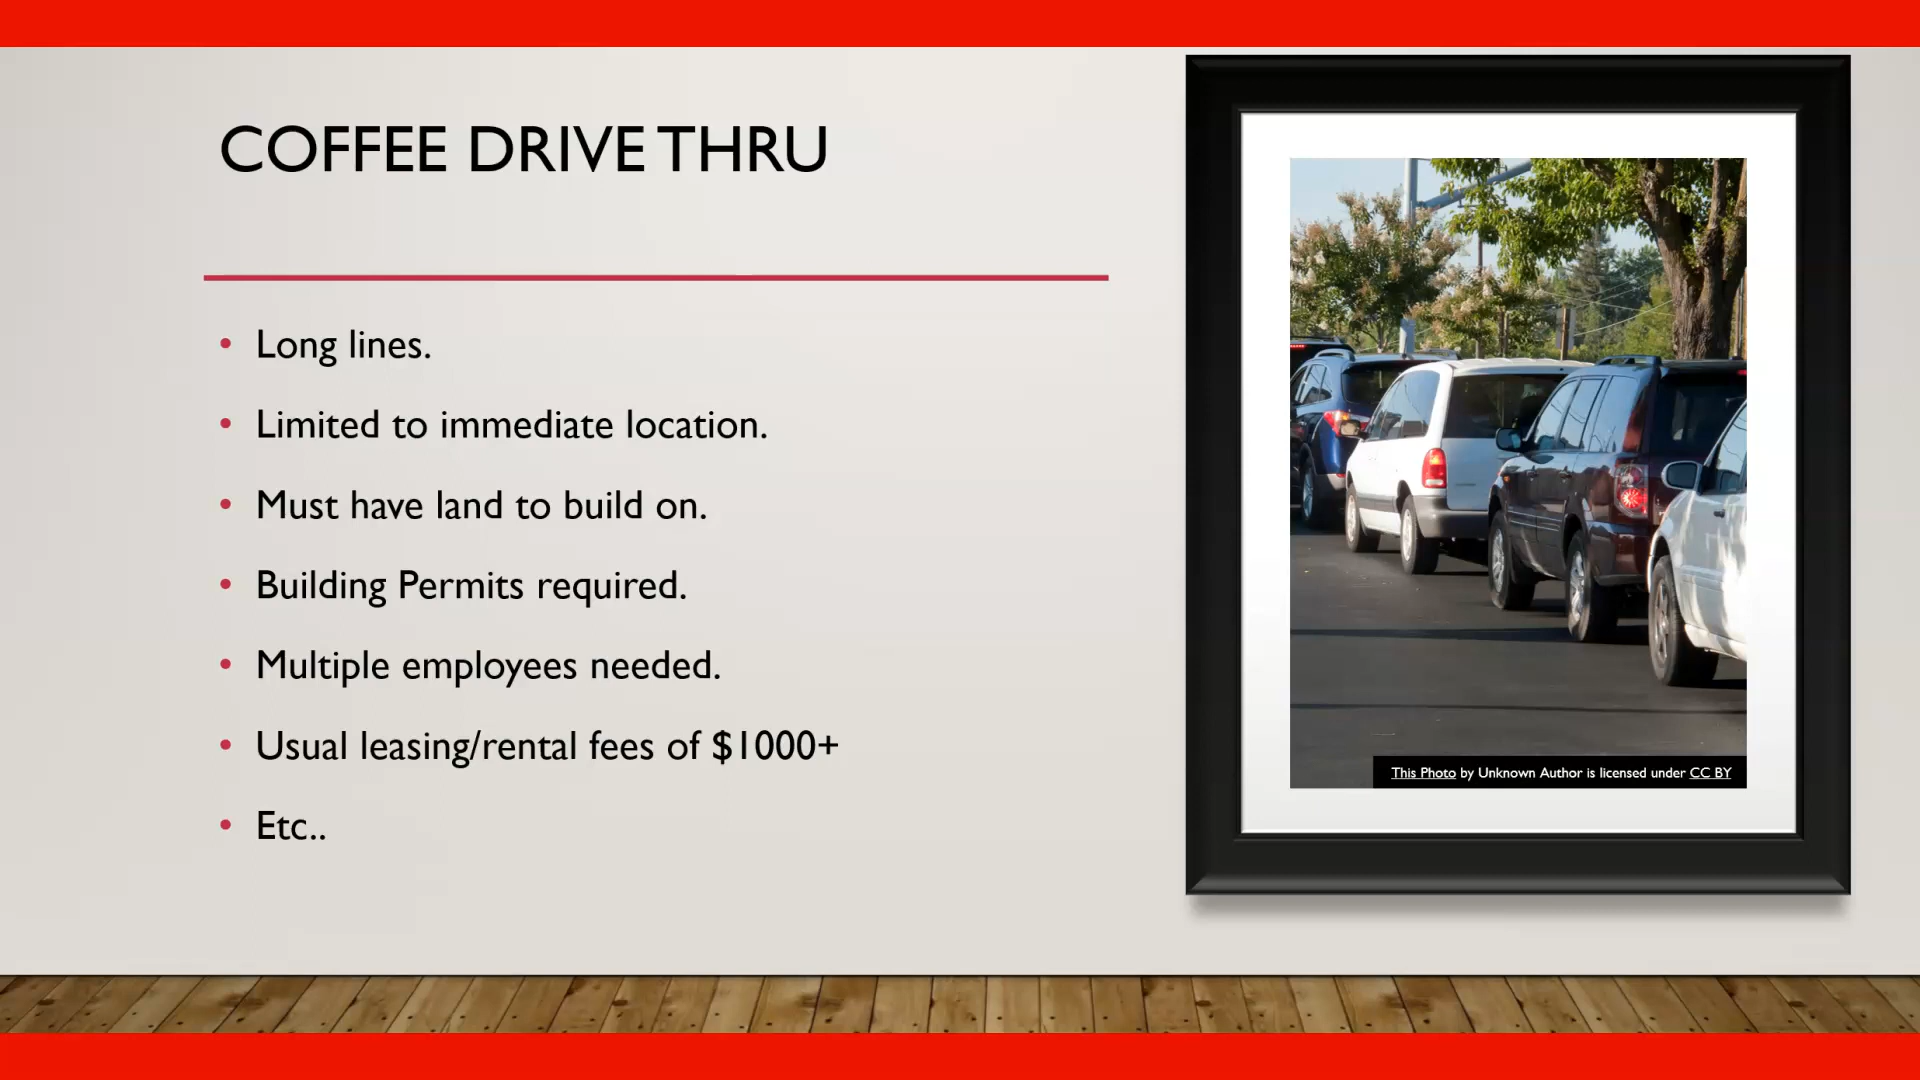 COFFEE DRIVE THRU
• Long lines.
• Limited to immediate location.
• Must have land to build on.
• Building Permits required.
• Multiple employees needed.
• Usual leasing/rental fees of $1000+
• Etc..
This Photo by Unknown Author is licensed under CC BY